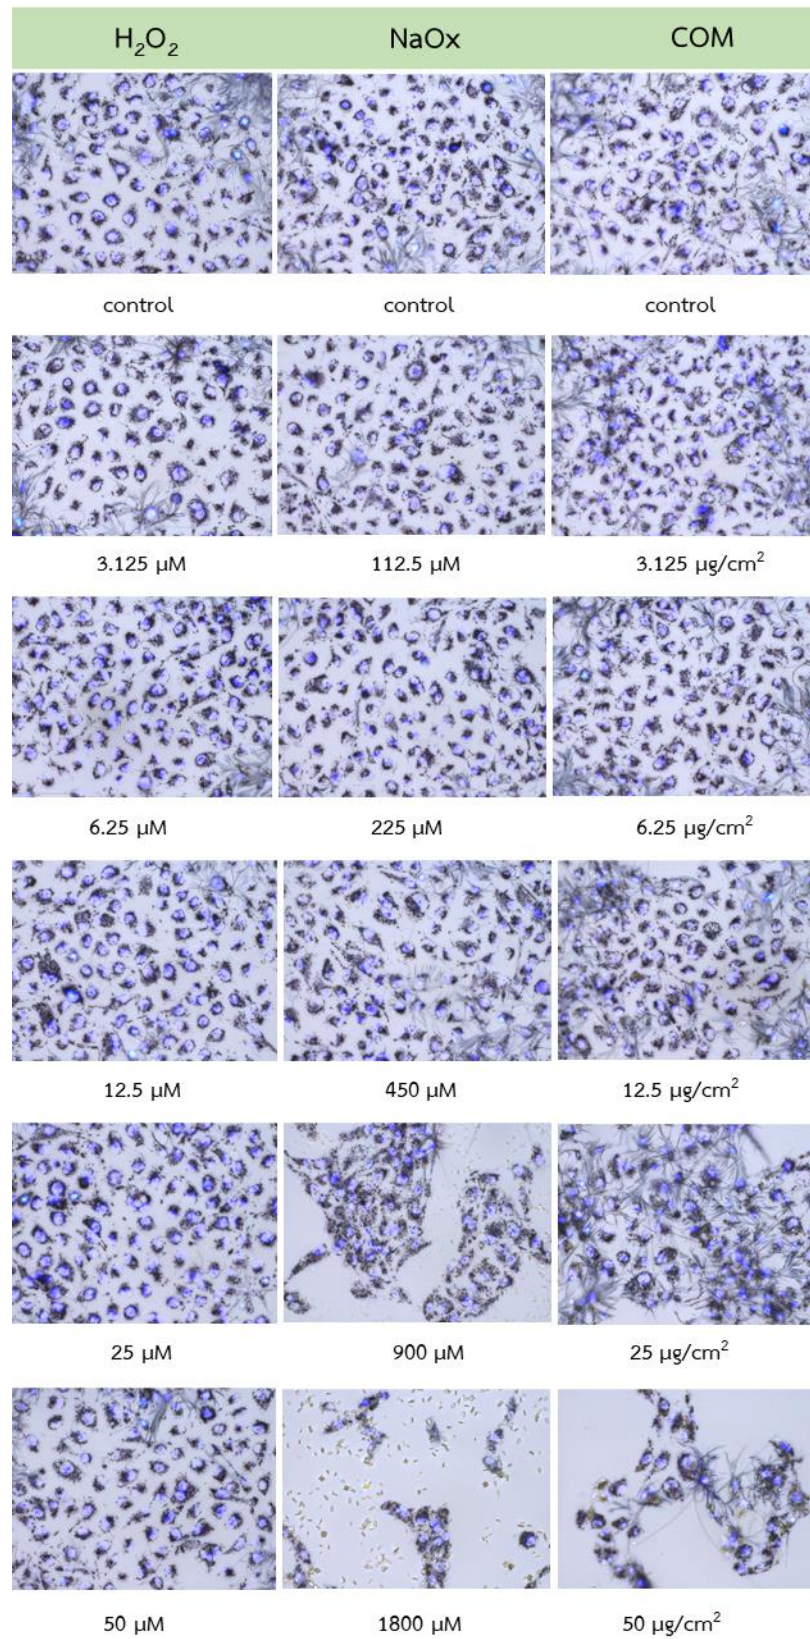 H₂O₂ NaOx COM
control control control
3.125 µM 112.5 µM 3.125 µg/cm²
6.25 µM 225 µM 6.25 µg/cm²
12.5 µM 450 µM 12.5 µg/cm²
25 µM 900 µM 25 µg/cm²
50 µM 1800 µM 50 µg/cm²